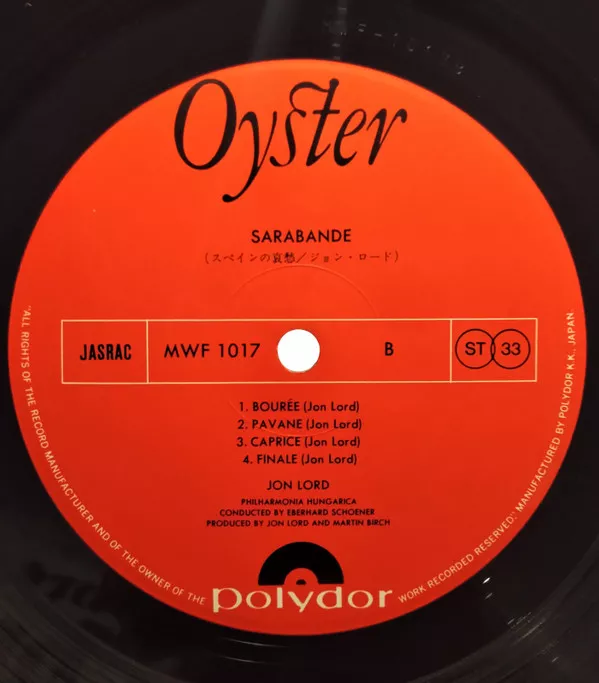 Oyster
SARABANDE
(スペインの哀愁／ジョン・ロード)
JASRAC
MWF 1017
B
ST 33
1. BOURÉE (Jon Lord)
2. PAVANE (Jon Lord)
3. CAPRICE (Jon Lord)
4. FINALE (Jon Lord)
JON LORD
PHILHARMONIA HUNGARICA
CONDUCTED BY EBERHARD SCHOENER
PRODUCED BY JON LORD AND MARTIN BIRCH
polydor
"ALL RIGHTS OF THE RECORD MANUFACTURER AND OF THE OWNER OF THE WORK RECORDED RESERVED." MANUFACTURED BY POLYDOR K.K., JAPAN.